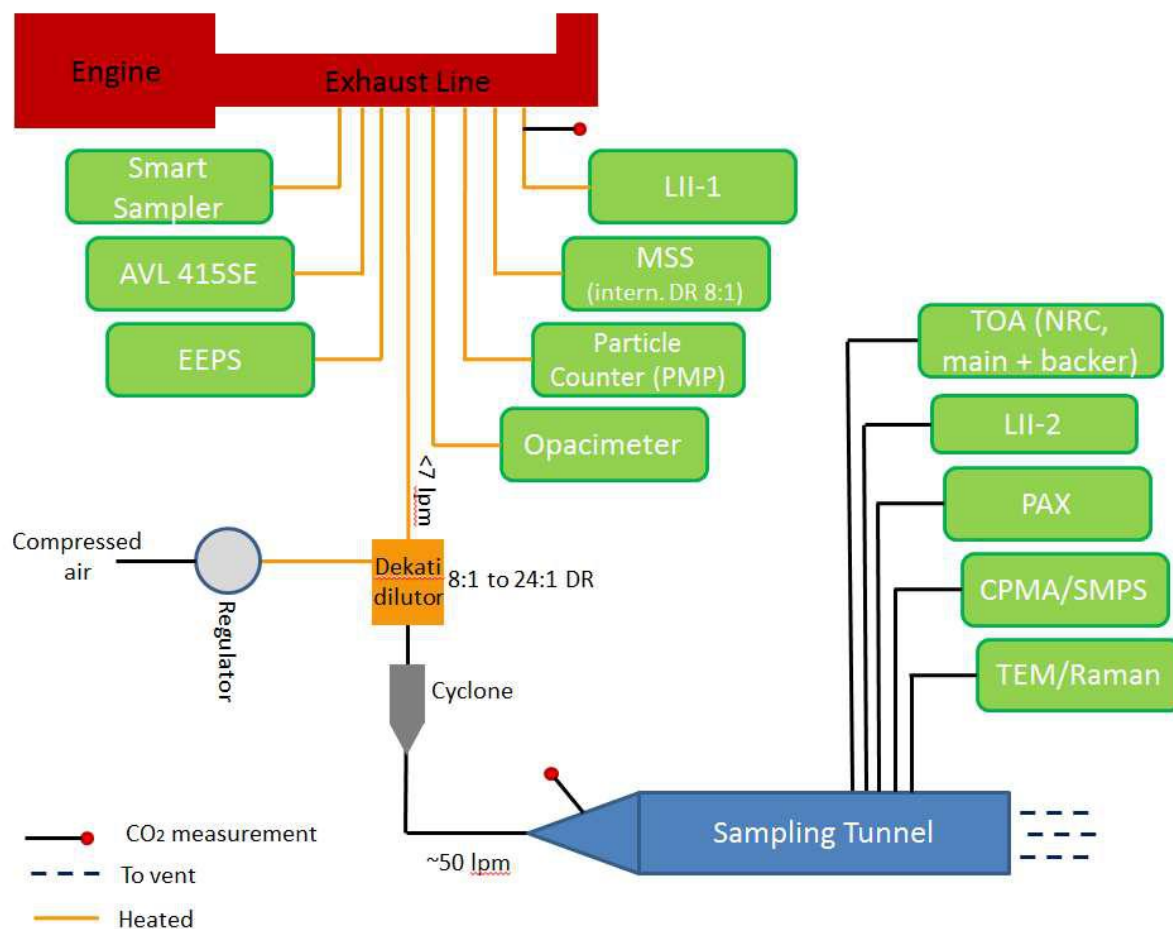 Engine
Exhaust Line
Smart
Sampler
LII-1
AVL 415SE
MSS
(intern. DR 8:1)
EEPS
Particle
Counter (PMP)
TOA (NRC,
main + backer)
Opacimeter
LII-2
<7 lpm
PAX
Compressed
air
Regulator
Dekati
dilutor
8:1 to 24:1 DR
CPMA/SMPS
Cyclone
TEM/Raman
CO2 measurement
To vent
Heated
~50 lpm
Sampling Tunnel